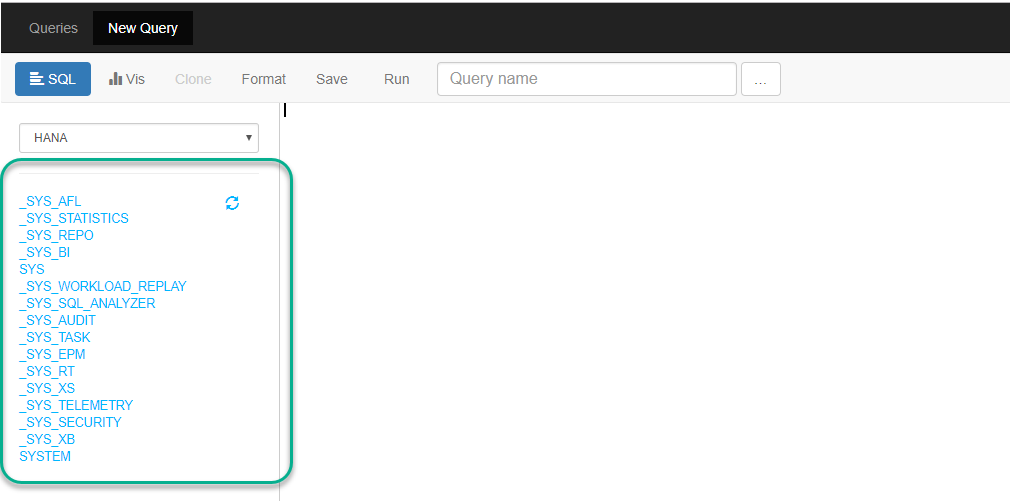 Queries New Query
SQL Vis Clone Format Save Run Query name ...
HANA
_SYS_AFL
_SYS_STATISTICS
_SYS_REPO
_SYS_BI
SYS
_SYS_WORKLOAD_REPLAY
_SYS_SQL_ANALYZER
_SYS_AUDIT
_SYS_TASK
_SYS_EPM
_SYS_RT
_SYS_XS
_SYS_TELEMETRY
_SYS_SECURITY
_SYS_XB
SYSTEM